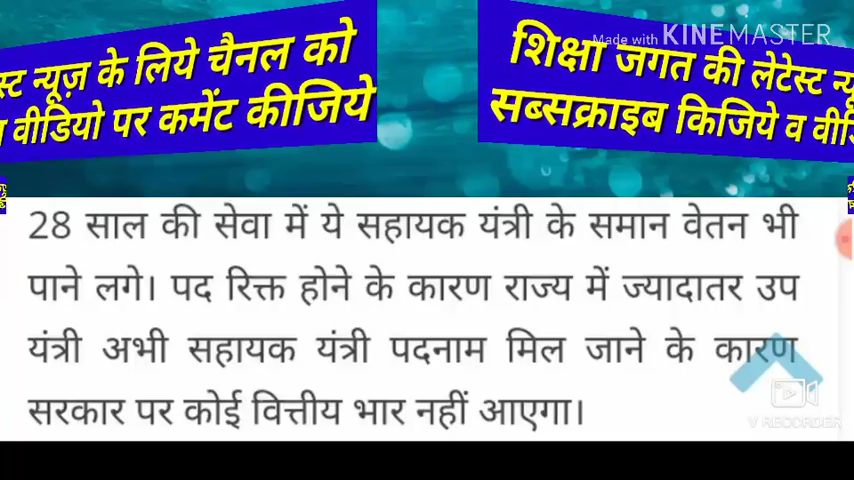 स्ट न्यूज़ के लिये चैनल को
वीडियो पर कमेंट कीजिये
Made with KINEMASTER
शिक्षा जगत की लेटेस्ट न्यू
सब्सक्राइब किजिये व वीडि
28 साल की सेवा में ये सहायक यंत्री के समान वेतन भी
पाने लगे। पद रिक्त होने के कारण राज्य में ज्यादातर उप
यंत्री अभी सहायक यंत्री पदनाम मिल जाने के कारण
सरकार पर कोई वित्तीय भार नहीं आएगा।
V RECORDER